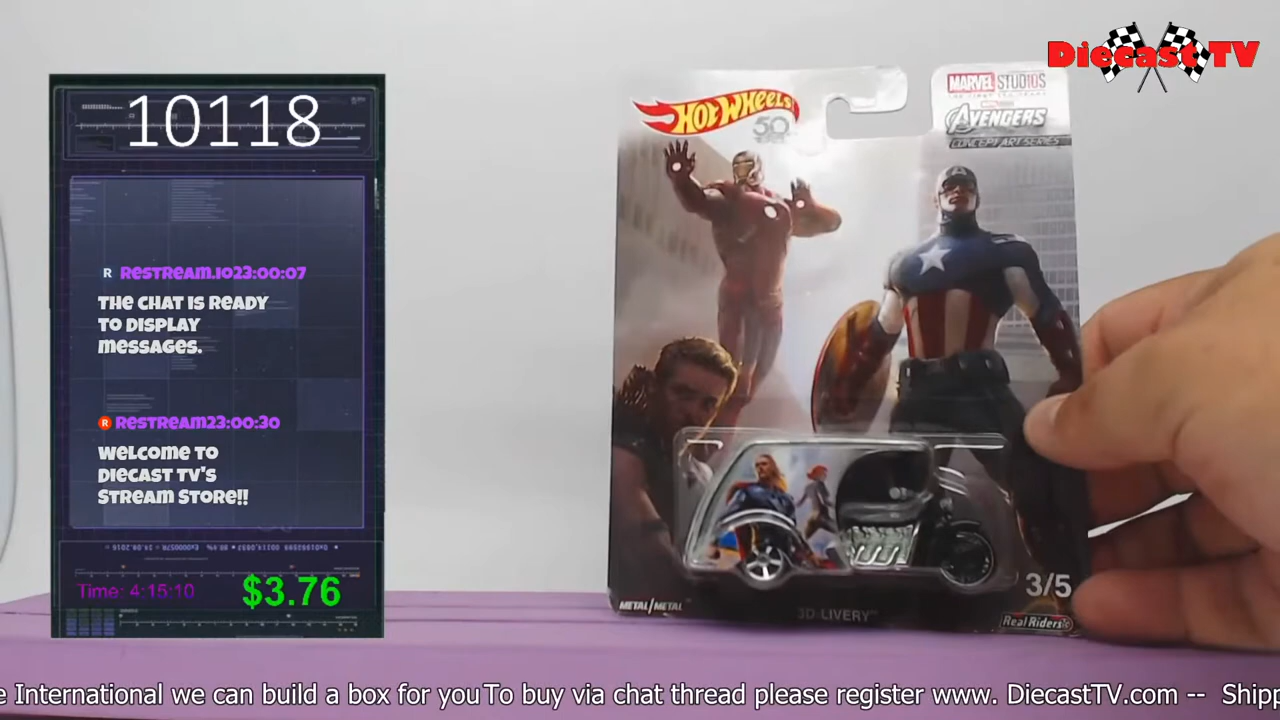 Diecast TV
10118
Restream.io23:00:07
THE CHAT IS READY
TO DISPLAY
MESSAGES.
Restream23:00:30
WELCOME TO
DIECAST TV'S
STREAM STORE!!
Time: 4:15:10
$3.76
HOT WHEELS
50
MARVEL STUDIOS
AVENGERS
CONCEPT ART SERIES
3/5
METAL/METAL
3D-LIVERY
Real Riders
e International we can build a box for you To buy via chat thread please register www. DiecastTV.com -- Shipp